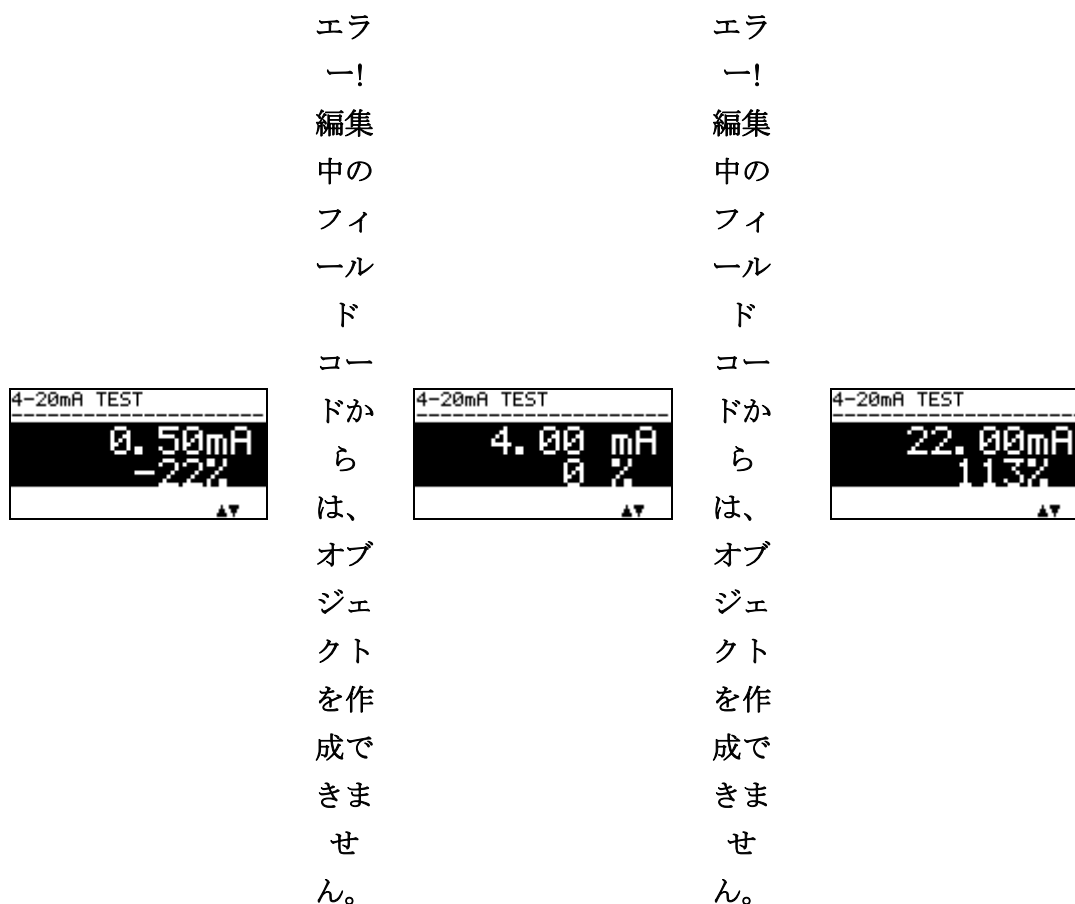 4-20mA TEST
0.50mA
-22%
▲▼
エラ
ー!
編集
中の
フィ
ール
ド
コー
ドか
ら
は、
オブ
ジェ
クト
を作
成で
きま
せ
ん。
4-20mA TEST
4.00 mA
0 %
▲▼
エラ
ー!
編集
中の
フィ
ール
ド
コー
ドか
ら
は、
オブ
ジェ
クト
を作
成で
きま
せ
ん。
4-20mA TEST
22.00mA
113%
▲▼